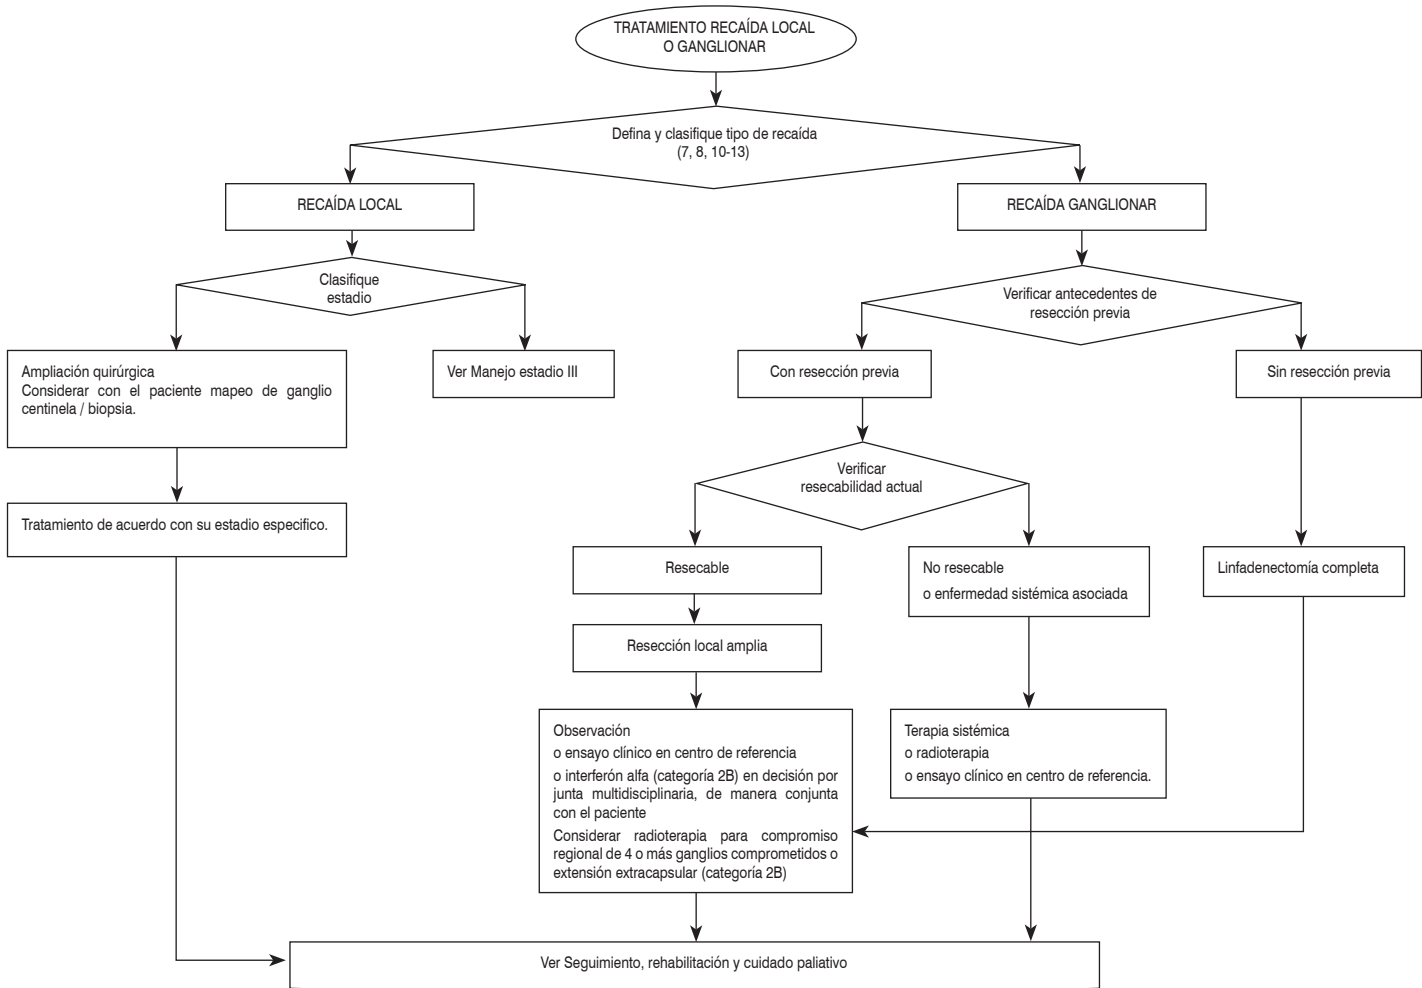 TRATAMIENTO RECAÍDA LOCAL
O GANGLIONAR
Defina y clasifique tipo de recaída
(7, 8, 10-13)
RECAÍDA LOCAL
RECAÍDA GANGLIONAR
Clasifique
estadio
Verificar antecedentes de
resección previa
Ampliación quirúrgica
Considerar con el paciente mapeo de ganglio
centinela / biopsia.
Ver Manejo estadio III
Con resección previa
Sin resección previa
Verificar
resecabilidad actual
Tratamiento de acuerdo con su estadio especifico.
Resecable
No resecable
o enfermedad sistémica asociada
Linfadenectomía completa
Resección local amplia
Observación
o ensayo clínico en centro de referencia
o interferón alfa (categoría 2B) en decisión por
junta multidisciplinaria, de manera conjunta
con el paciente
Considerar radioterapia para compromiso
regional de 4 o más ganglios comprometidos o
extensión extracapsular (categoría 2B)
Terapia sistémica
o radioterapia
o ensayo clínico en centro de referencia.
Ver Seguimiento, rehabilitación y cuidado paliativo